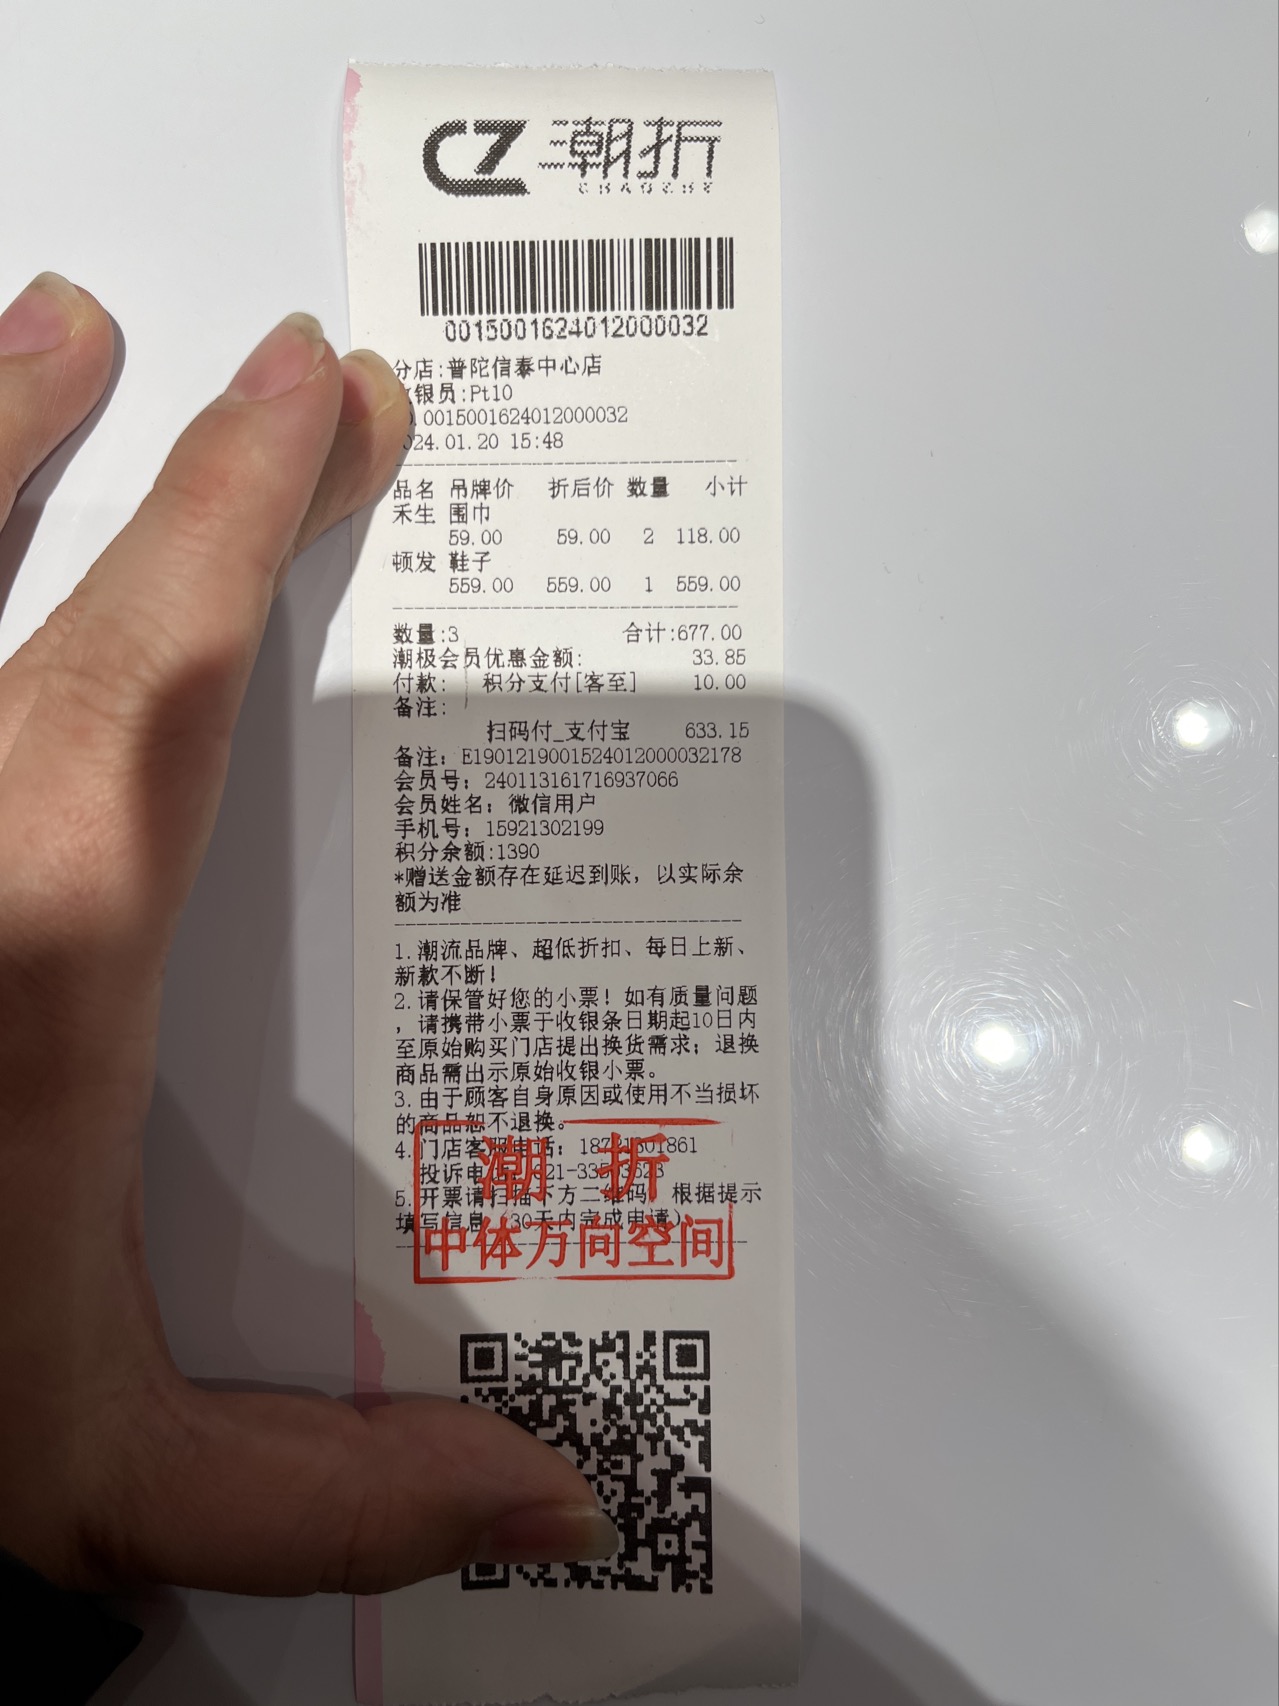 CZ 潮折
CHAOZHE
0015001624012000032
分店:普陀信泰中心店
银员:Pt10
0015001624012000032
024.01.20 15:48
品名 吊牌价 折后价 数量 小计
禾生 围巾
59.00 59.00 2 118.00
顿发 鞋子
559.00 559.00 1 559.00
数量:3 合计:677.00
潮极会员优惠金额: 33.85
付款: 积分支付[客至] 10.00
备注:
扫码付_支付宝 633.15
备注: E1901219001524012000032178
会员号: 240113161716937066
会员姓名: 微信用户
手机号: 15921302199
积分余额:1390
*赠送金额存在延迟到账, 以实际余
额为准
1.潮流品牌、超低折扣、每日上新、
新款不断!
2.请保管好您的小票! 如有质量问题
, 请携带小票于收银条日期起10日内
至原始购买门店提出换货需求; 退换
商品需出示原始收银小票。
3.由于顾客自身原因或使用不当损坏
的商品恕不退换。
4.门店客服电话:
投诉电
5.开票请扫描下方二维码, 根据提示
填写信息 (30天内完成申请)
潮 折
中体万向空间